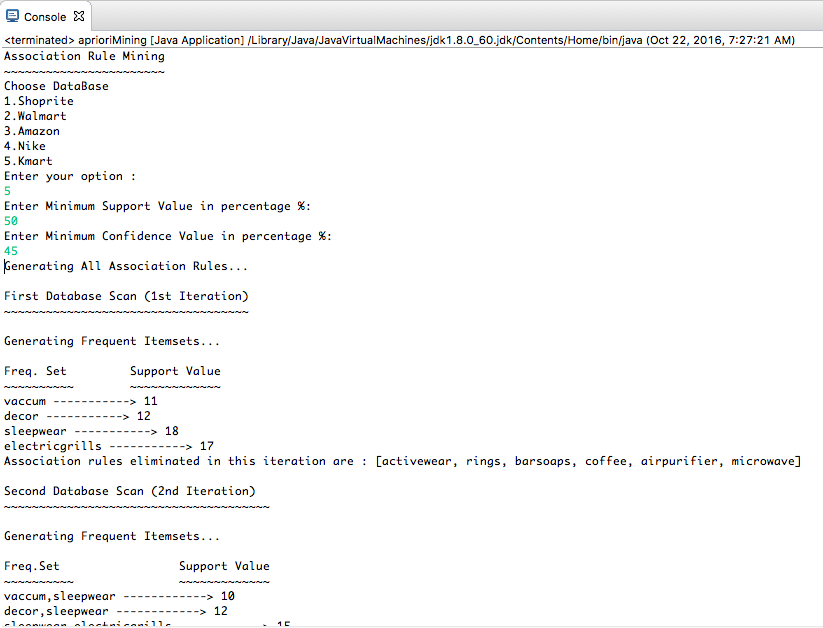 Console
<terminated> aprioriMining [Java Application] /Library/Java/JavaVirtualMachines/jdk1.8.0_60.jdk/Contents/Home/bin/java (Oct 22, 2016, 7:27:21 AM)
Association Rule Mining
~~~~~~~~~~~~~~~~~~~~~~~
Choose DataBase
1.Shoprite
2.Walmart
3.Amazon
4.Nike
5.Kmart
Enter your option :
5
Enter Minimum Support Value in percentage %:
50
Enter Minimum Confidence Value in percentage %:
45
Generating All Association Rules...
First Database Scan (1st Iteration)
~~~~~~~~~~~~~~~~~~~~~~~~~~~~~~~~~~~
Generating Frequent Itemsets...
Freq. Set         Support Value
~~~~~~~~~~        ~~~~~~~~~~~~~
vaccum -----------> 11
decor -----------> 12
sleepwear -----------> 18
electricgrills -----------> 17
Association rules eliminated in this iteration are : [activewear, rings, barsoaps, coffee, airpurifier, microwave]
Second Database Scan (2nd Iteration)
~~~~~~~~~~~~~~~~~~~~~~~~~~~~~~~~~~~~~~
Generating Frequent Itemsets...
Freq.Set                 Support Value
~~~~~~~~~~               ~~~~~~~~~~~~~
vaccum,sleepwear ------------> 10
decor,sleepwear ------------> 12
sleepwear,electricgrills ------------> 15